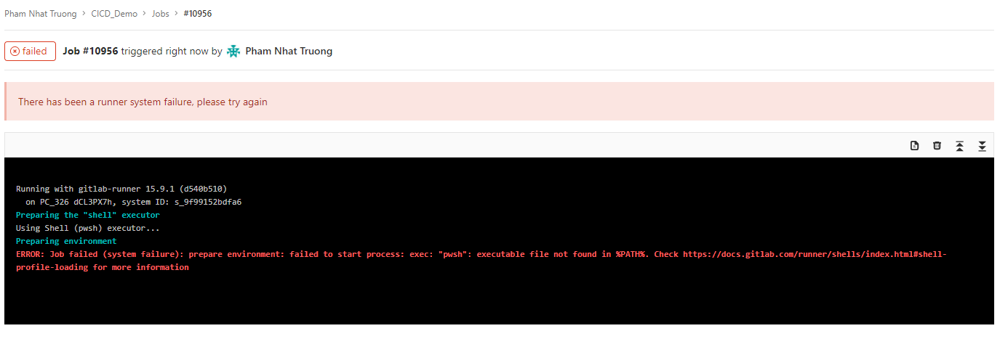 Pham Nhat Truong > CICD_Demo > Jobs > #10956
failed Job #10956 triggered right now by Pham Nhat Truong
There has been a runner system failure, please try again
Running with gitlab-runner 15.9.1 (d540b510)
on PC_326 dCL3PX7h, system ID: s_9f99152bdfa6
Preparing the "shell" executor
Using Shell (pwsh) executor...
Preparing environment
ERROR: Job failed (system failure): prepare environment: failed to start process: exec: "pwsh": executable file not found in %PATH%. Check https://docs.gitlab.com/runner/shells/index.html#shell-
profile-loading for more information